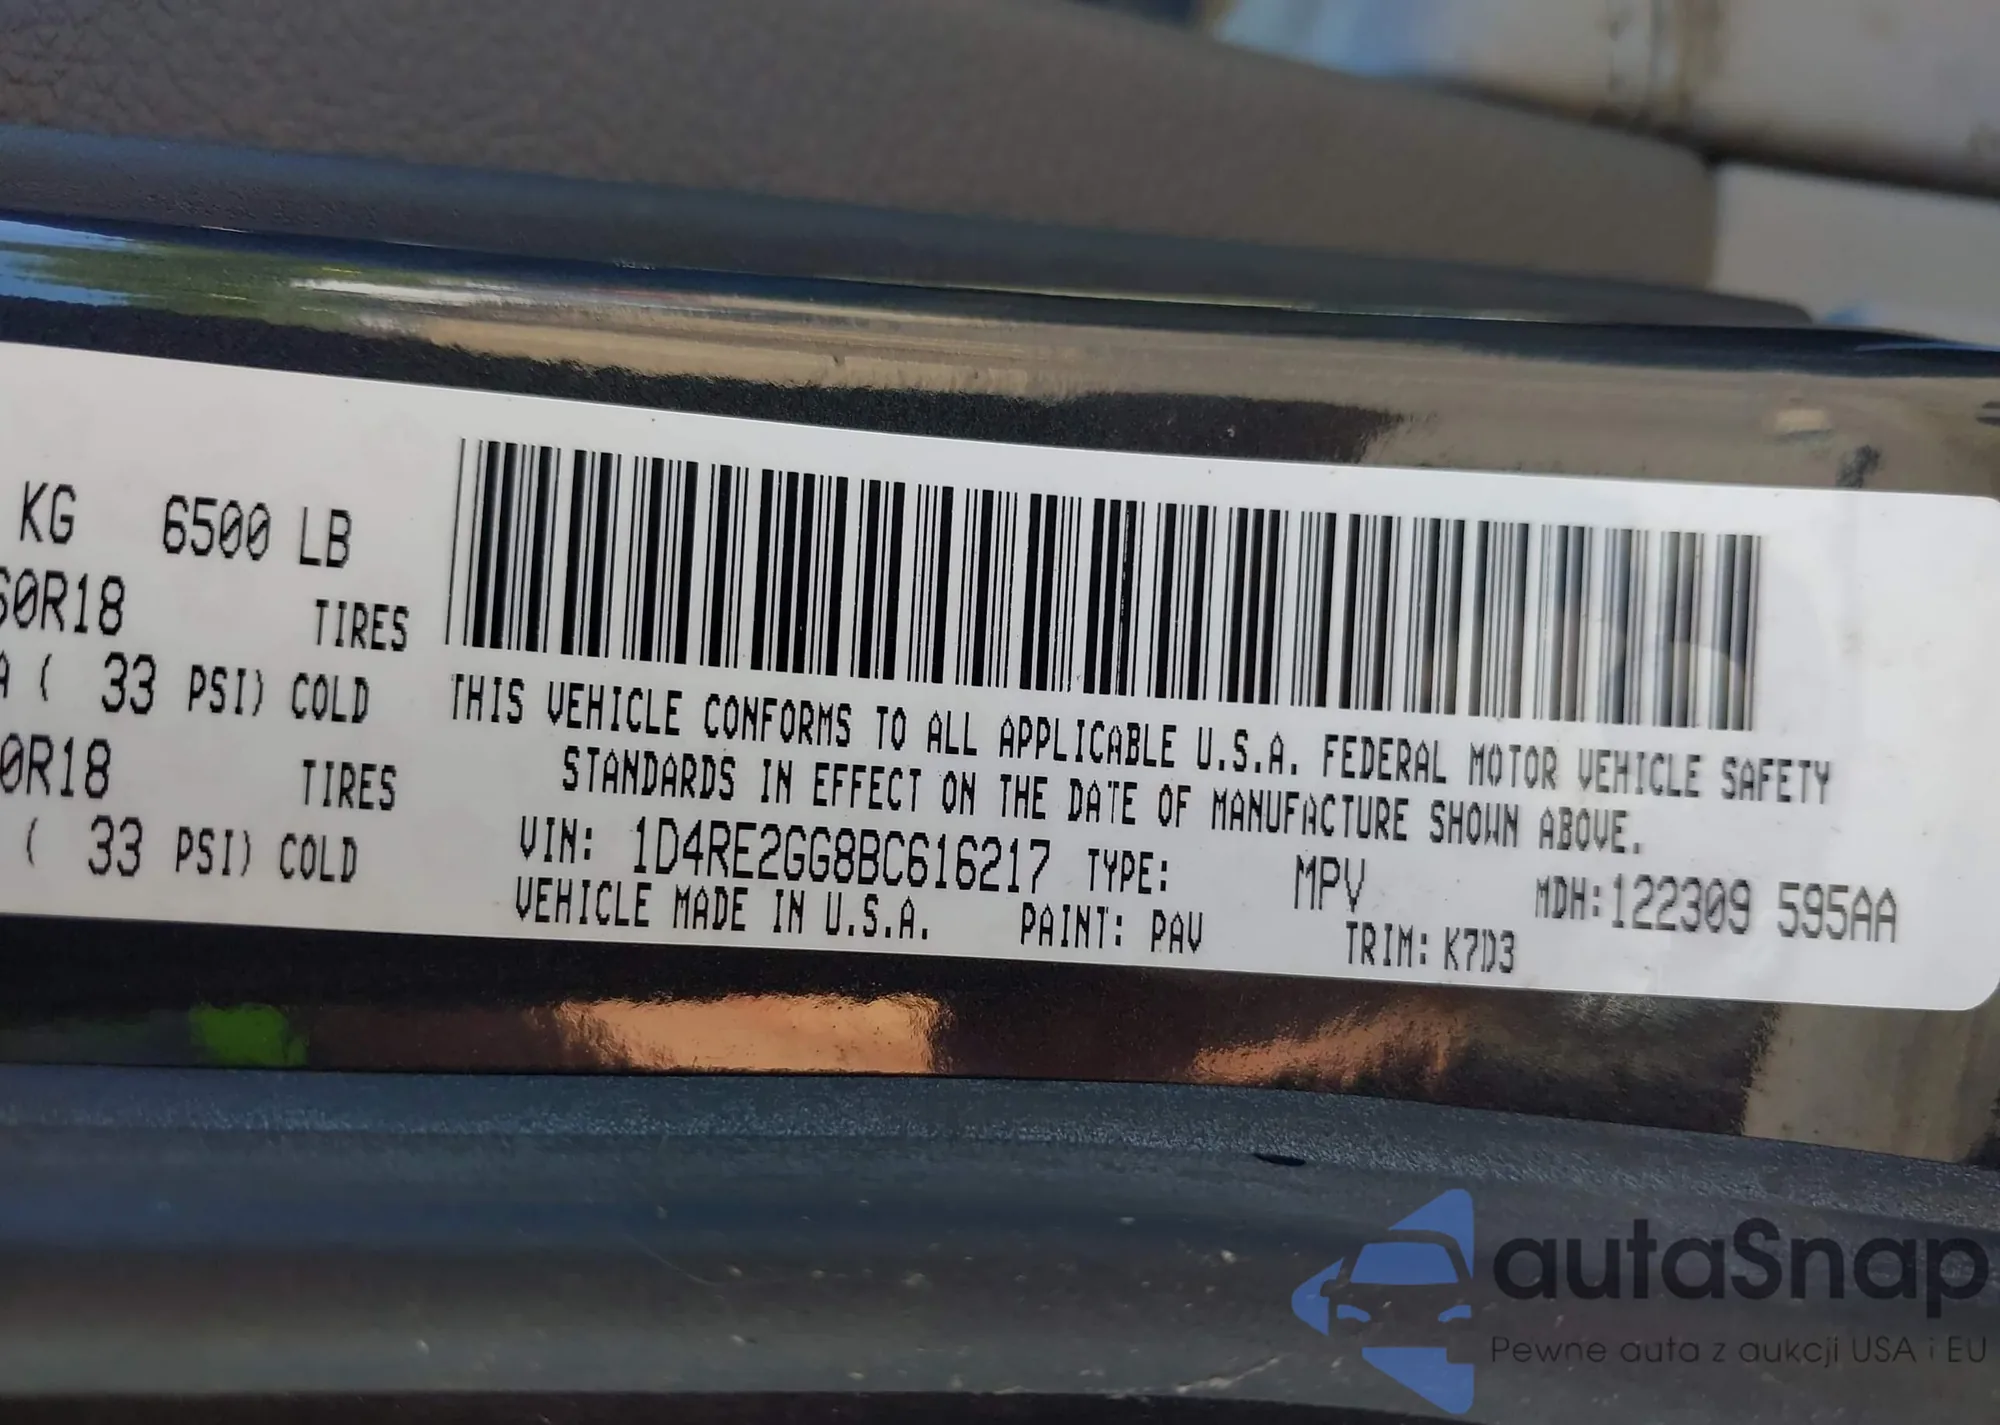 KG 6500 LB
60R18 TIRES
A ( 33 PSI) COLD
0R18 TIRES
( 33 PSI) COLD
THIS VEHICLE CONFORMS TO ALL APPLICABLE U.S.A. FEDERAL MOTOR VEHICLE SAFETY
STANDARDS IN EFFECT ON THE DATE OF MANUFACTURE SHOWN ABOVE.
VIN: 1D4RE2GG8BC616217 TYPE: MPV MDH:122309 595AA
VEHICLE MADE IN U.S.A. PAINT: PAV TRIM: K7D3
autaSnap
Pewne auta z aukcji USA i EU